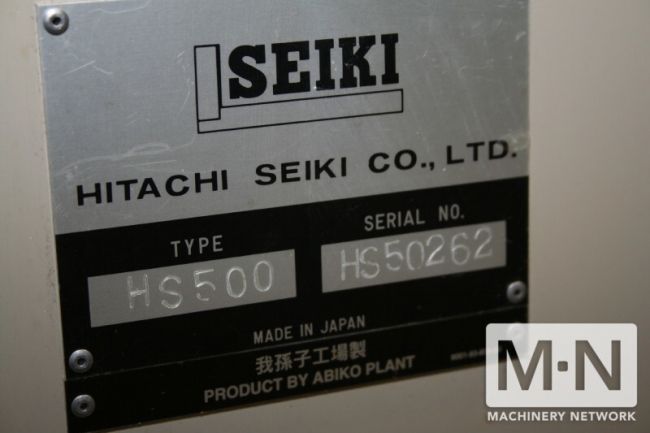 SEIKI
HITACHI SEIKI CO., LTD.
TYPE
SERIAL NO.
HS500
HS50262
MADE IN JAPAN
我孫子工場製
PRODUCT BY ABIKO PLANT
M·N
MACHINERY NETWORK